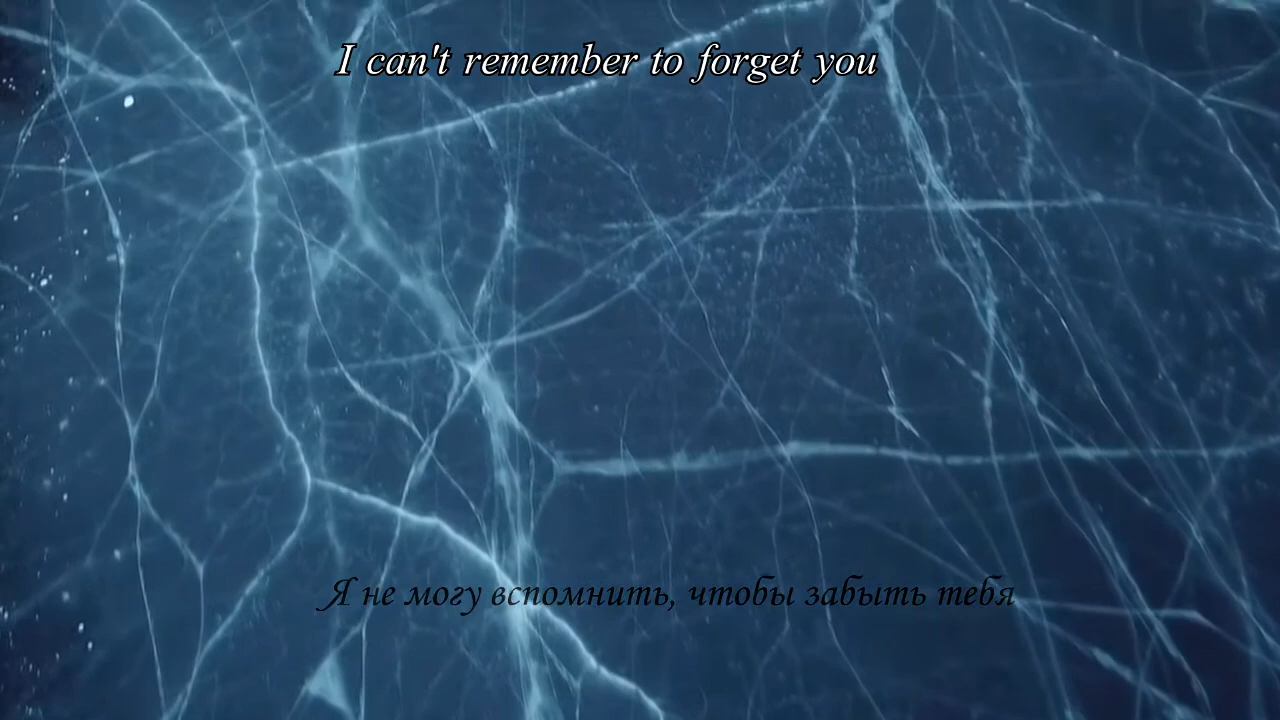 I can't remember to forget you
Я не могу вспомнить, чтобы забыть тебя